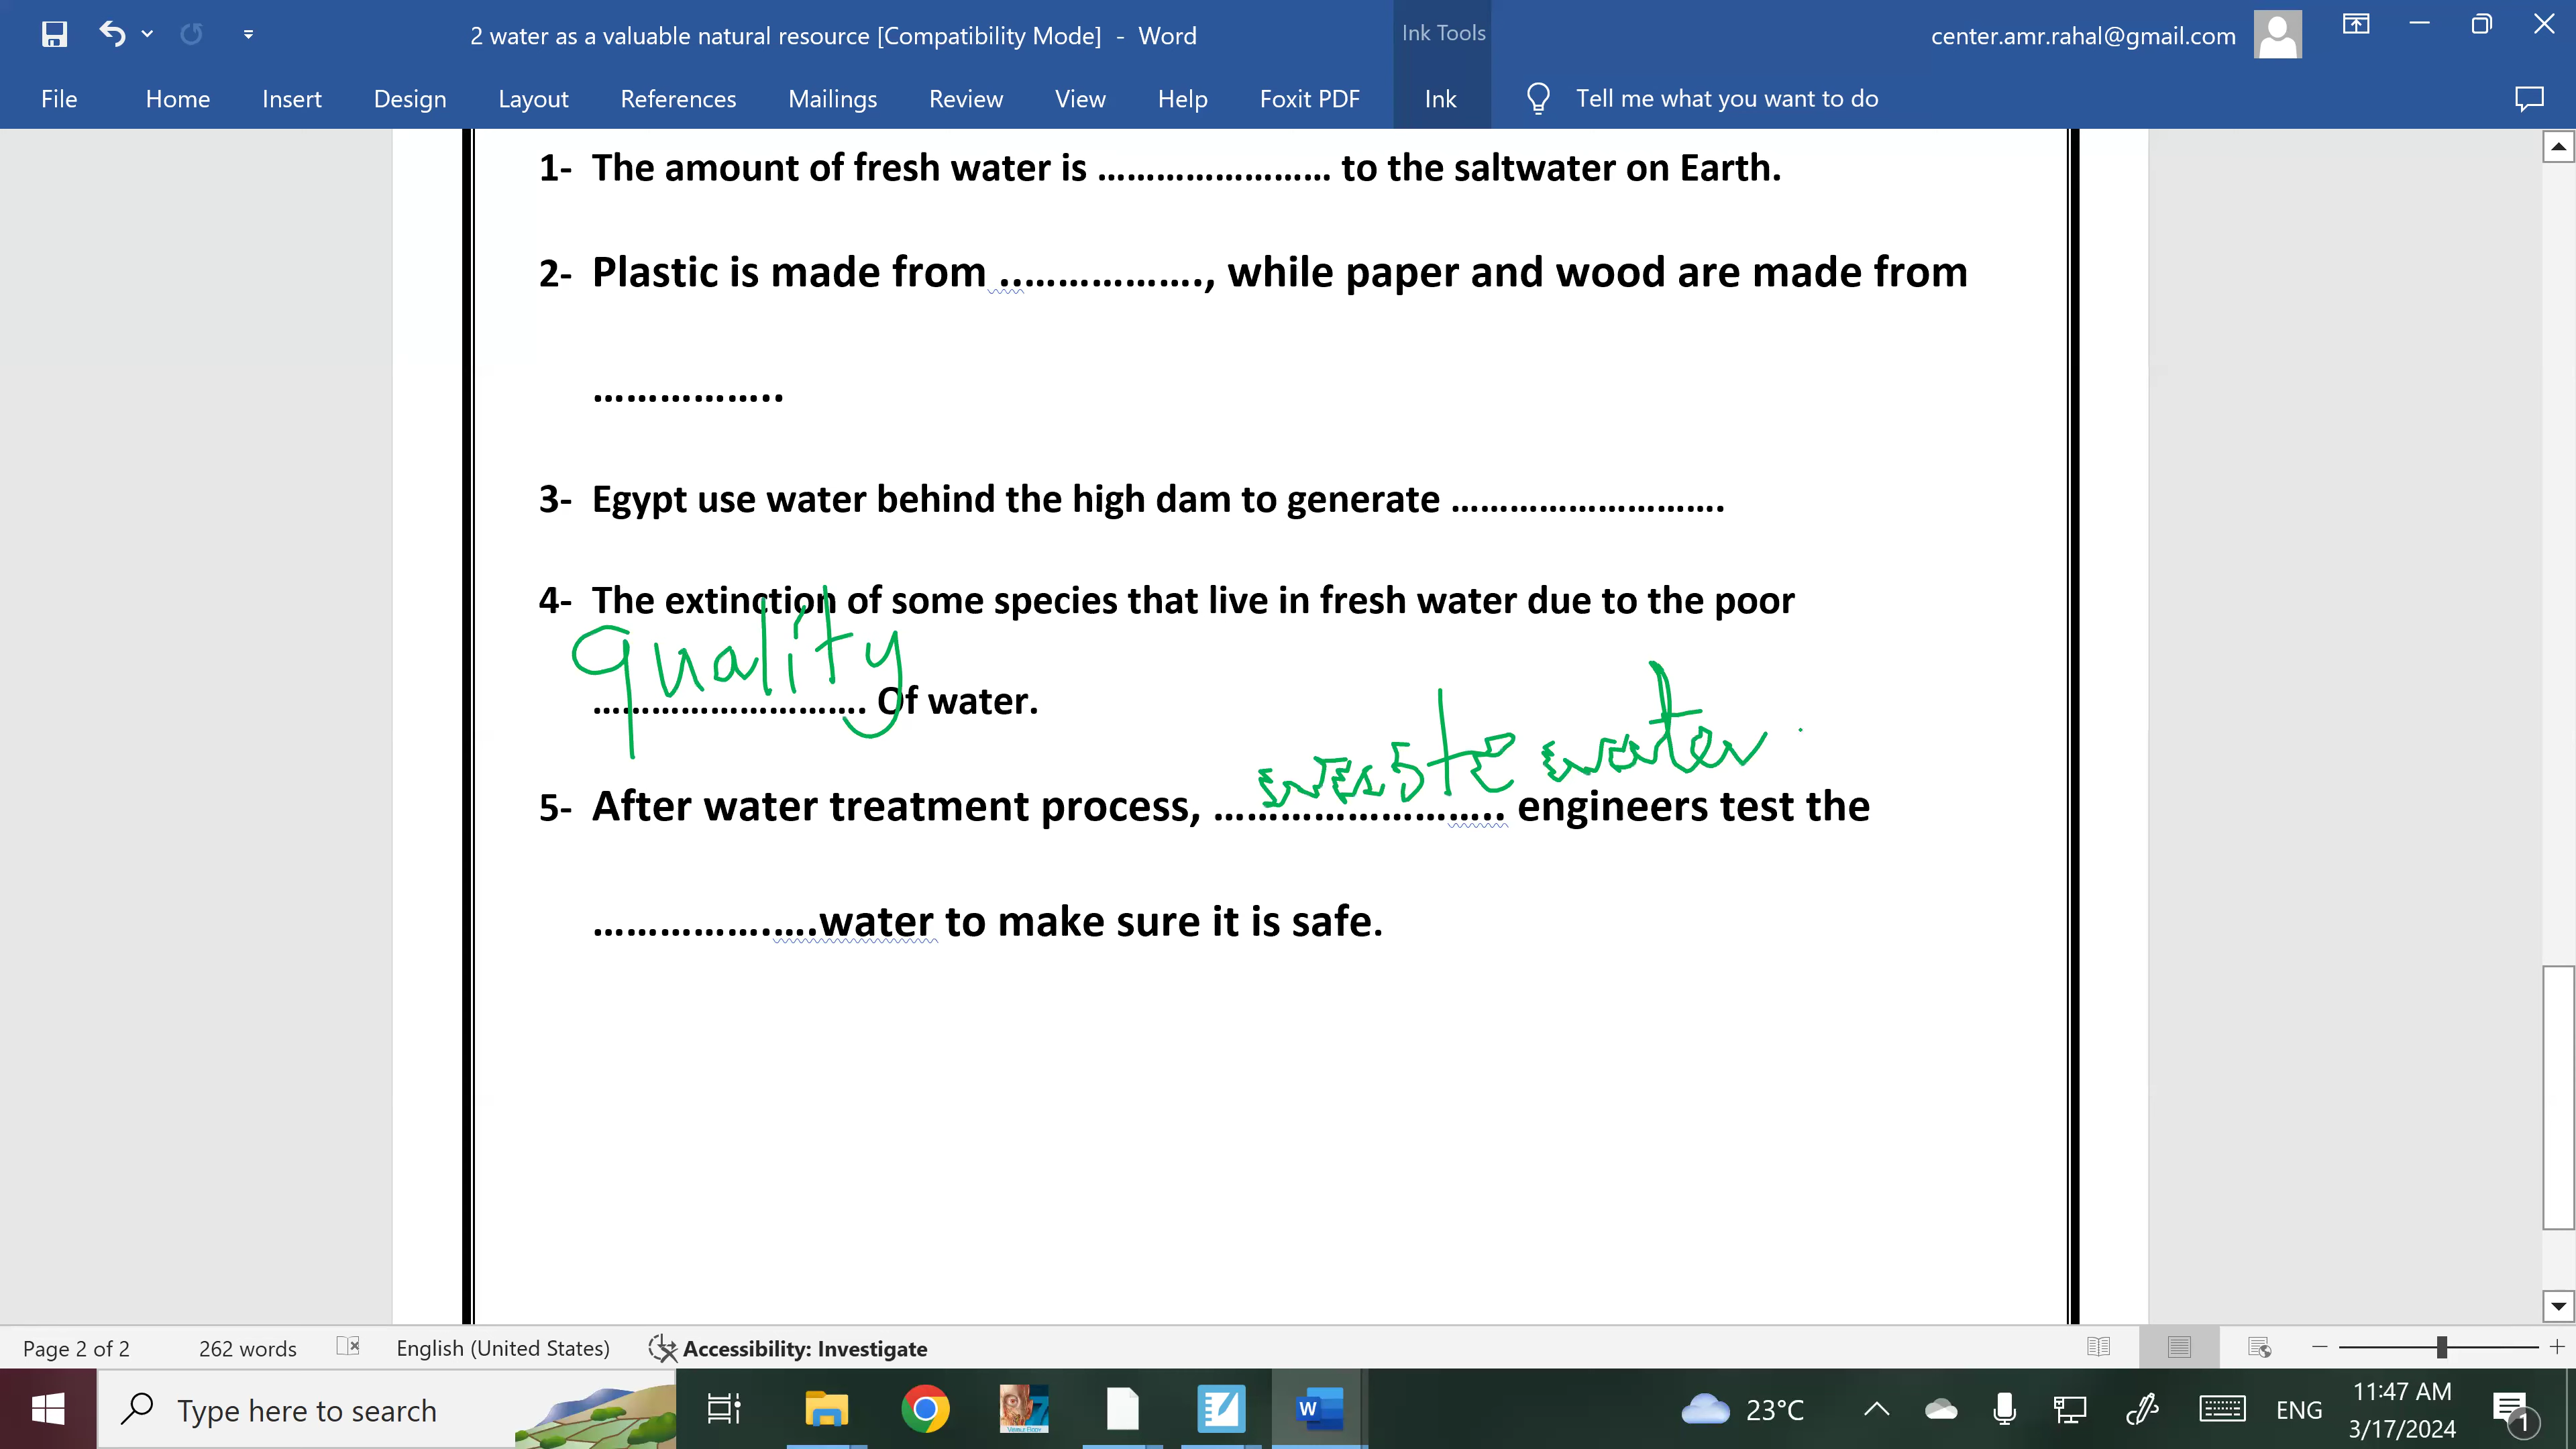 2 water as a valuable natural resource [Compatibility Mode] - Word
Ink Tools
center.amr.rahal@gmail.com
File Home Insert Design Layout References Mailings Review View Help Foxit PDF Ink Tell me what you want to do
1- The amount of fresh water is …………………… to the saltwater on Earth.
2- Plastic is made from ..……………., while paper and wood are made from
……………..
3- Egypt use water behind the high dam to generate ……………………….
4- The extinction of some species that live in fresh water due to the poor
quality
………………………. Of water.
waste water
5- After water treatment process, …………………….. engineers test the
…………….….water to make sure it is safe.
Page 2 of 2 262 words English (United States) Accessibility: Investigate
Type here to search
W
23°C
ENG
11:47 AM
3/17/2024
1